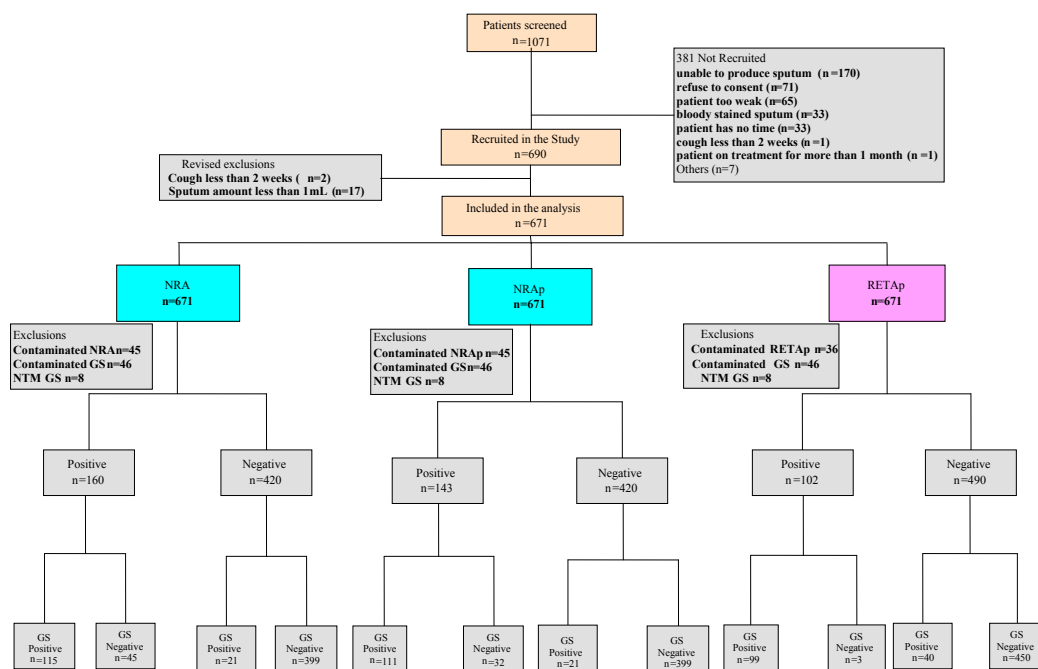 Patients screened
n=1071
381 Not Recruited
unable to produce sputum (n=170)
refuse to consent (n=71)
patient too weak (n=65)
bloody stained sputum (n=33)
patient has no time (n=33)
cough less than 2 weeks (n=1)
patient on treatment for more than 1 month (n=1)
Others (n=7)
Recruited in the Study
n=690
Revised exclusions
Cough less than 2 weeks ( n=2)
Sputum amount less than 1mL (n=17)
Included in the analysis
n=671
NRA
n=671
NRAp
n=671
RETAp
n=671
Exclusions
Contaminated NRAn=45
Contaminated GSn=46
NTM GS n=8
Exclusions
Contaminated NRAp n=45
Contaminated GSn=46
NTM GS n=8
Exclusions
Contaminated RETAp n=36
Contaminated GS n=46
NTM GS n=8
Positive
n=160
Negative
n=420
Positive
n=143
Negative
n=420
Positive
n=102
Negative
n=490
GS
Positive
n=115
GS
Negative
n=45
GS
Positive
n=21
GS
Negative
n=399
GS
Positive
n=111
GS
Negative
n=32
GS
Positive
n=21
GS
Negative
n=399
GS
Positive
n=99
GS
Negative
n=3
GS
Positive
n=40
GS
Negative
n=450